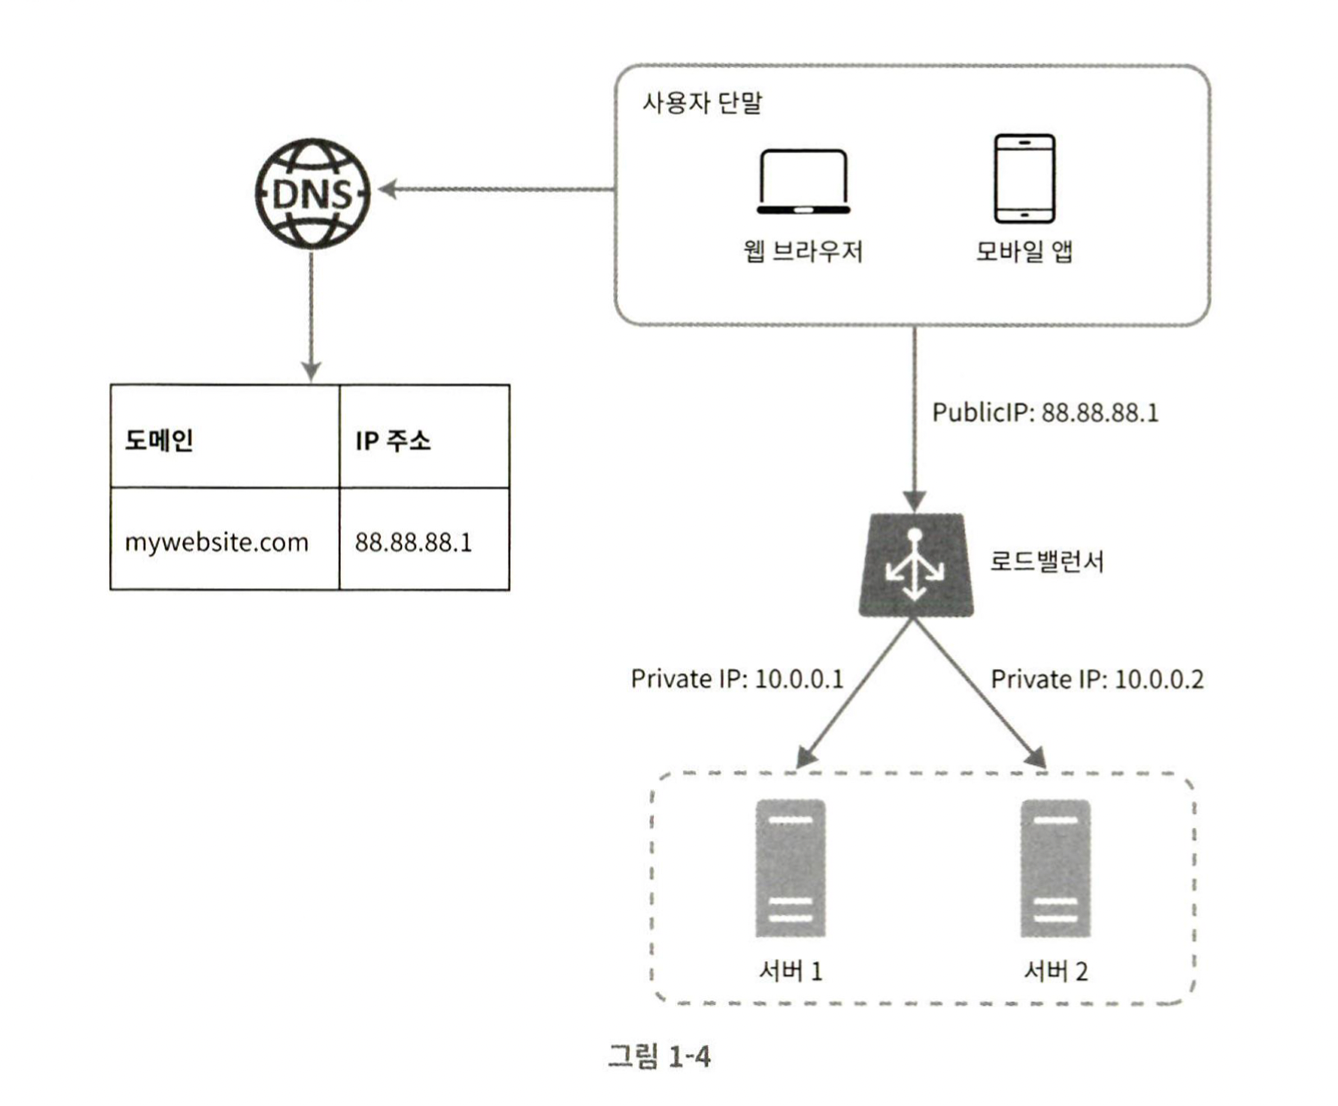 사용자 단말
DNS
웹 브라우저
모바일 앱
PublicIP: 88.88.88.1
도메인
IP 주소
mywebsite.com
88.88.88.1
로드밸런서
Private IP: 10.0.0.1
Private IP: 10.0.0.2
서버 1
서버 2
그림 1-4